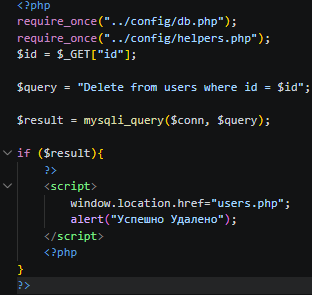 <?php
require_once("../config/db.php");
require_once("../config/helpers.php");
$id = $_GET["id"];
$query = "Delete from users where id = $id";
$result = mysqli_query($conn, $query);
if ($result){
?>
<script>
window.location.href="users.php";
alert("Успешно Удалено");
</script>
<?php
}
?>